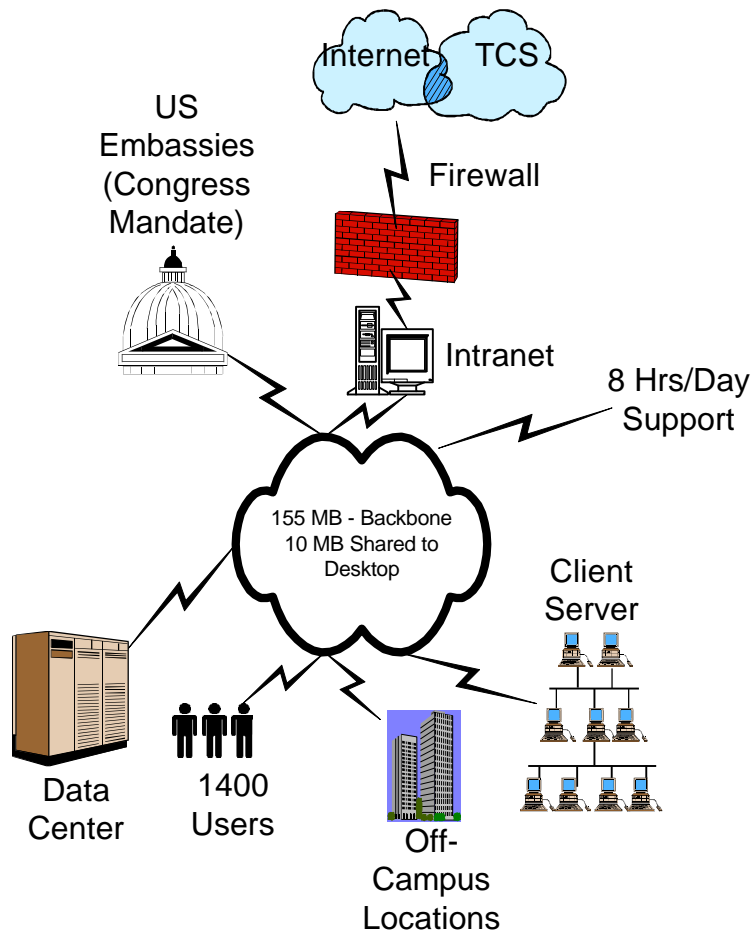 Internet TCS
US
Embassies
(Congress
Mandate)
Firewall
Intranet
8 Hrs/Day
Support
155 MB - Backbone
10 MB Shared to
Desktop
Client
Server
Data
Center
1400
Users
Off-
Campus
Locations